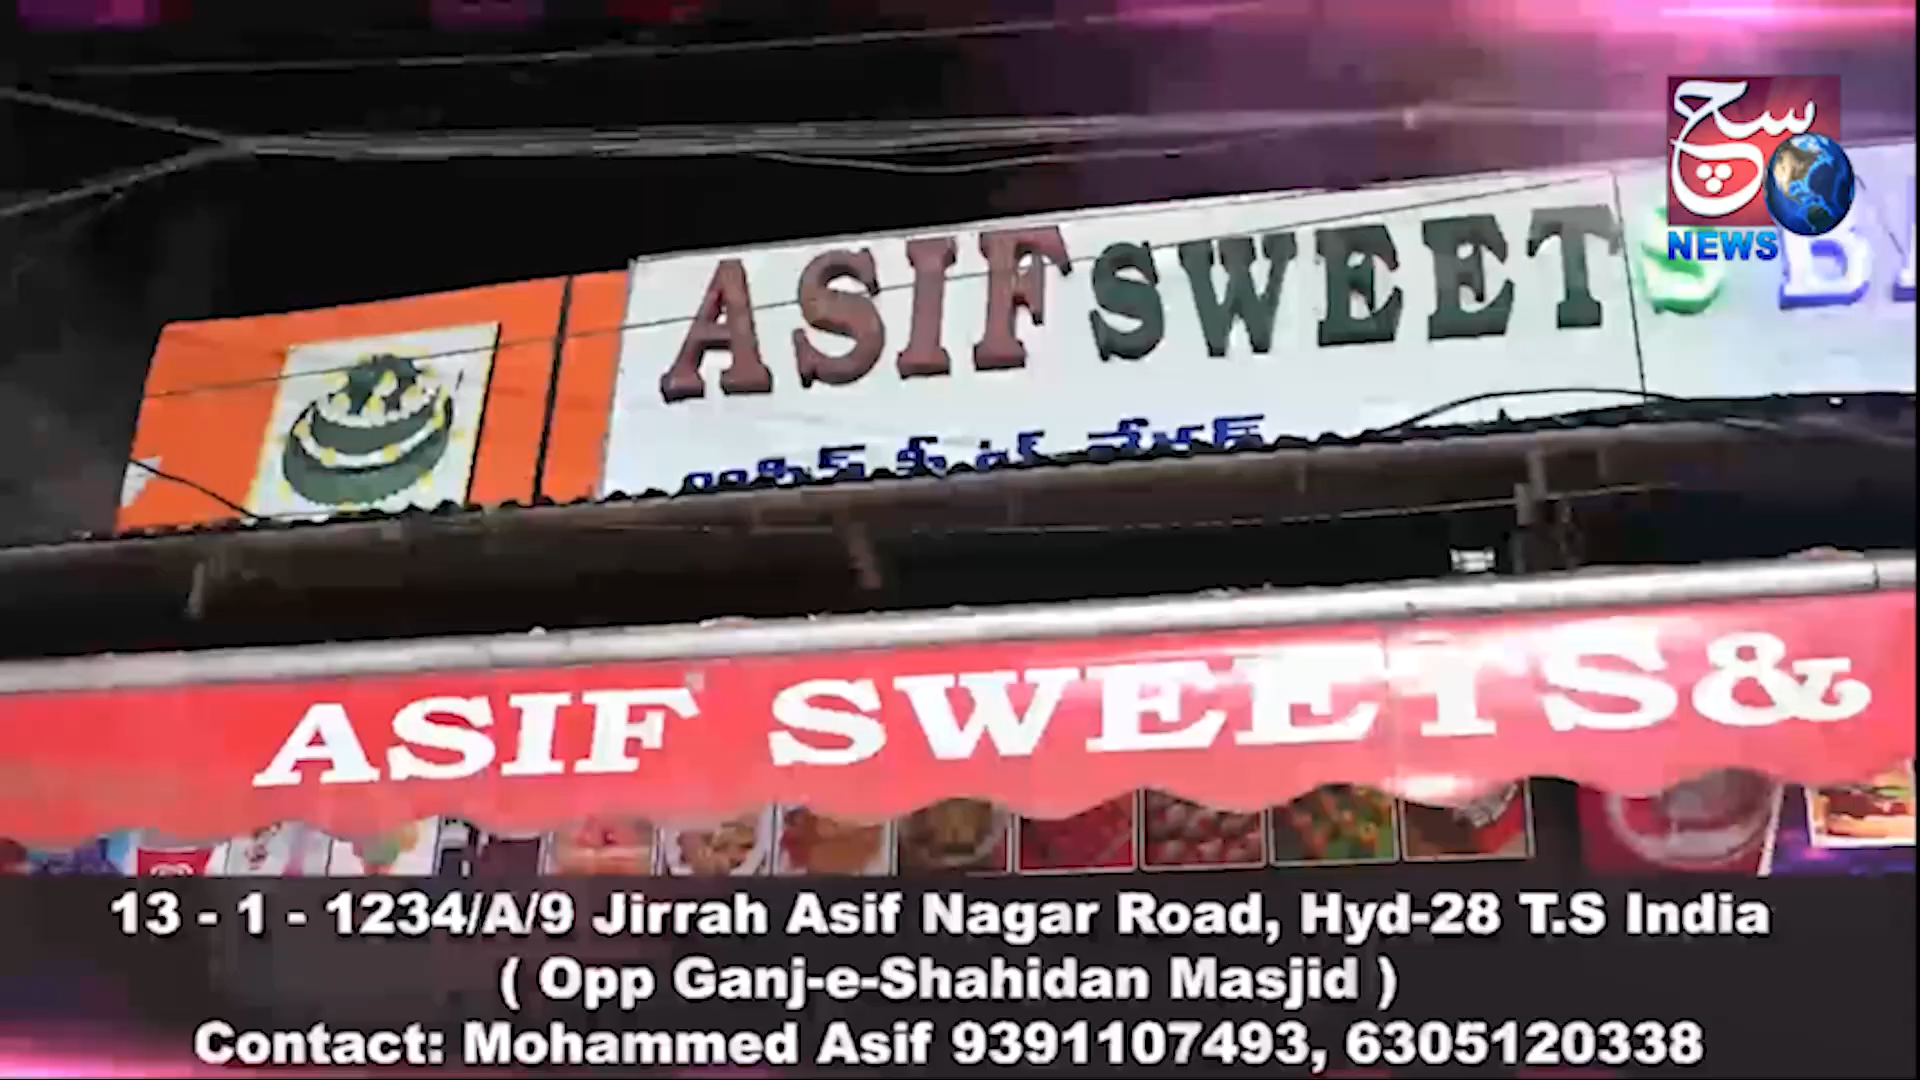 سچ
NEWS
ASIF SWEETS B
ASIF SWEETS &
13 - 1 - 1234/A/9 Jirrah Asif Nagar Road, Hyd-28 T.S India
( Opp Ganj-e-Shahidan Masjid )
Contact: Mohammed Asif 9391107493, 6305120338